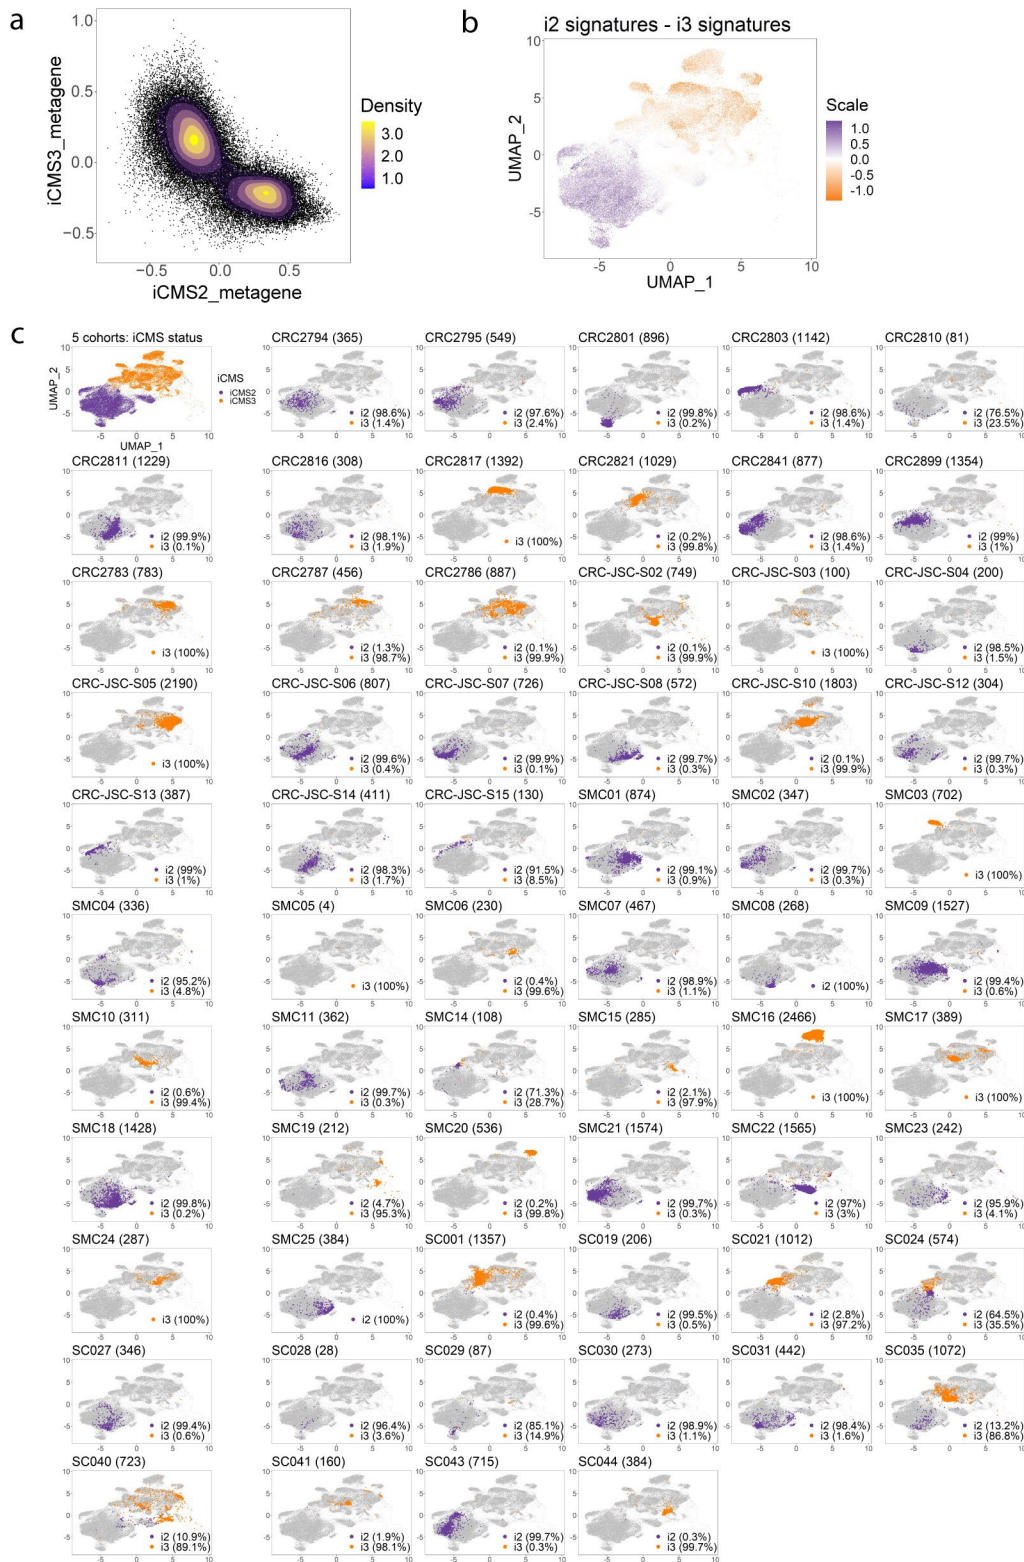 a
1.0
0.5
0.0
−0.5
iCMS3_metagene
−0.5 0.0 0.5
iCMS2_metagene
Density
3.0
2.0
1.0
b
i2 signatures - i3 signatures
10
5
0
-5
UMAP_2
-5 0 5 10
UMAP_1
Scale
1.0
0.5
0.0
-0.5
-1.0
c
5 cohorts: iCMS status
UMAP_2
UMAP_1
iCMS
iCMS2
iCMS3
CRC2794 (365)
i2 (98.6%)
i3 (1.4%)
CRC2795 (549)
i2 (97.6%)
i3 (2.4%)
CRC2801 (896)
i2 (99.8%)
i3 (0.2%)
CRC2803 (1142)
i2 (98.6%)
i3 (1.4%)
CRC2810 (81)
i2 (76.5%)
i3 (23.5%)
CRC2811 (1229)
i2 (99.9%)
i3 (0.1%)
CRC2816 (308)
i2 (98.1%)
i3 (1.9%)
CRC2817 (1392)
i3 (100%)
CRC2821 (1029)
i2 (0.2%)
i3 (99.8%)
CRC2841 (877)
i2 (98.6%)
i3 (1.4%)
CRC2899 (1354)
i2 (99%)
i3 (1%)
CRC2783 (783)
i3 (100%)
CRC2787 (456)
i2 (1.3%)
i3 (98.7%)
CRC2786 (887)
i2 (0.1%)
i3 (99.9%)
CRC-JSC-S02 (749)
i2 (0.1%)
i3 (99.9%)
CRC-JSC-S03 (100)
i3 (100%)
CRC-JSC-S04 (200)
i2 (98.5%)
i3 (1.5%)
CRC-JSC-S05 (2190)
i3 (100%)
CRC-JSC-S06 (807)
i2 (99.6%)
i3 (0.4%)
CRC-JSC-S07 (726)
i2 (99.9%)
i3 (0.1%)
CRC-JSC-S08 (572)
i2 (99.7%)
i3 (0.3%)
CRC-JSC-S10 (1803)
i2 (0.1%)
i3 (99.9%)
CRC-JSC-S12 (304)
i2 (99.7%)
i3 (0.3%)
CRC-JSC-S13 (387)
i2 (99%)
i3 (1%)
CRC-JSC-S14 (411)
i2 (98.3%)
i3 (1.7%)
CRC-JSC-S15 (130)
i2 (91.5%)
i3 (8.5%)
SMC01 (874)
i2 (99.1%)
i3 (0.9%)
SMC02 (347)
i2 (99.7%)
i3 (0.3%)
SMC03 (702)
i3 (100%)
SMC04 (336)
i2 (95.2%)
i3 (4.8%)
SMC05 (4)
i3 (100%)
SMC06 (230)
i2 (0.4%)
i3 (99.6%)
SMC07 (467)
i2 (98.9%)
i3 (1.1%)
SMC08 (268)
i2 (100%)
SMC09 (1527)
i2 (99.4%)
i3 (0.6%)
SMC10 (311)
i2 (0.6%)
i3 (99.4%)
SMC11 (362)
i2 (99.7%)
i3 (0.3%)
SMC14 (108)
i2 (71.3%)
i3 (28.7%)
SMC15 (285)
i2 (2.1%)
i3 (97.9%)
SMC16 (2466)
i3 (100%)
SMC17 (389)
i3 (100%)
SMC18 (1428)
i2 (99.8%)
i3 (0.2%)
SMC19 (212)
i2 (4.7%)
i3 (95.3%)
SMC20 (536)
i2 (0.2%)
i3 (99.8%)
SMC21 (1574)
i2 (99.7%)
i3 (0.3%)
SMC22 (1565)
i2 (97%)
i3 (3%)
SMC23 (242)
i2 (95.9%)
i3 (4.1%)
SMC24 (287)
i3 (100%)
SMC25 (384)
i2 (100%)
SC001 (1357)
i2 (0.4%)
i3 (99.6%)
SC019 (206)
i2 (99.5%)
i3 (0.5%)
SC021 (1012)
i2 (2.8%)
i3 (97.2%)
SC024 (574)
i2 (64.5%)
i3 (35.5%)
SC027 (346)
i2 (99.4%)
i3 (0.6%)
SC028 (28)
i2 (96.4%)
i3 (3.6%)
SC029 (87)
i2 (85.1%)
i3 (14.9%)
SC030 (273)
i2 (98.9%)
i3 (1.1%)
SC031 (442)
i2 (98.4%)
i3 (1.6%)
SC035 (1072)
i2 (13.2%)
i3 (86.8%)
SC040 (723)
i2 (10.9%)
i3 (89.1%)
SC041 (160)
i2 (1.9%)
i3 (98.1%)
SC043 (715)
i2 (99.7%)
i3 (0.3%)
SC044 (384)
i2 (0.3%)
i3 (99.7%)